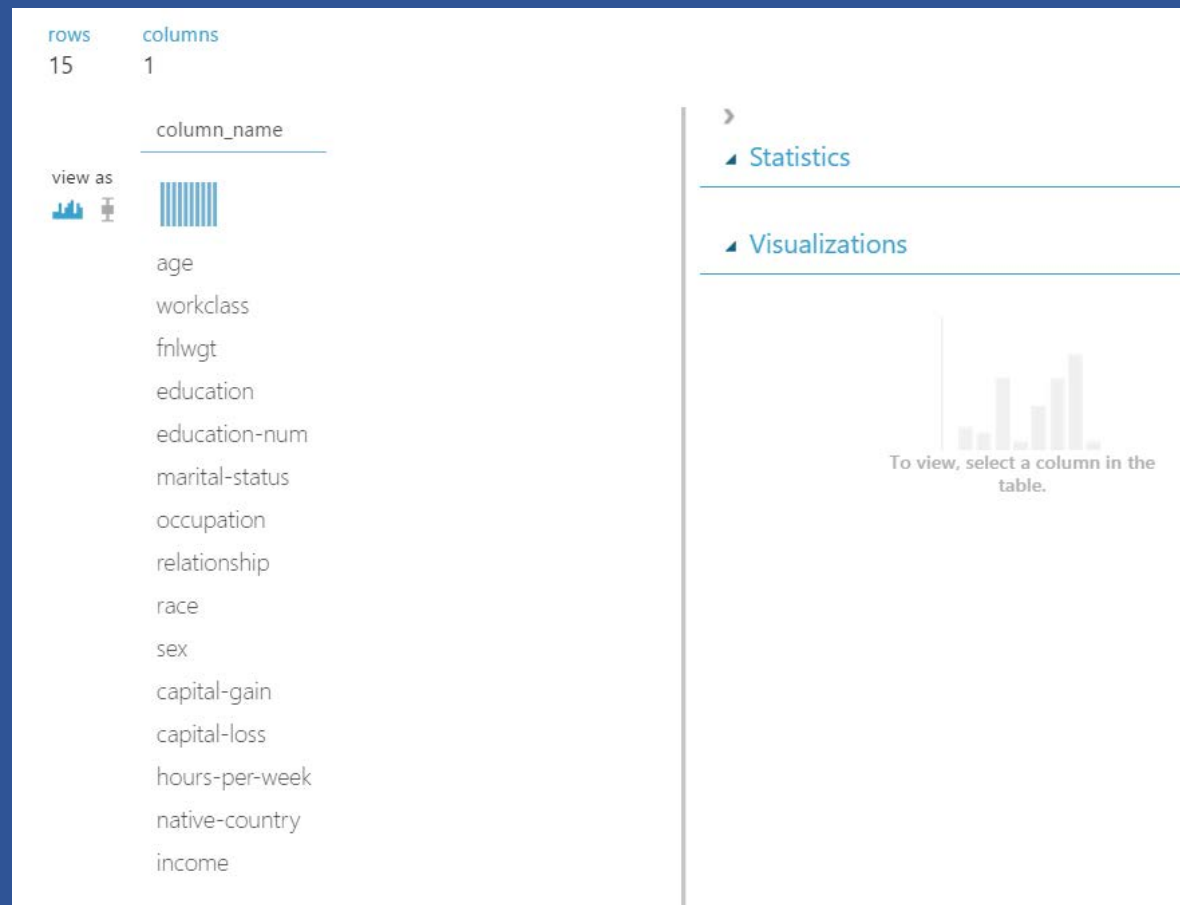 rows columns
15 1
column_name
view as
age
workclass
fnlwgt
education
education-num
marital-status
occupation
relationship
race
sex
capital-gain
capital-loss
hours-per-week
native-country
income
Statistics
Visualizations
To view, select a column in the
table.